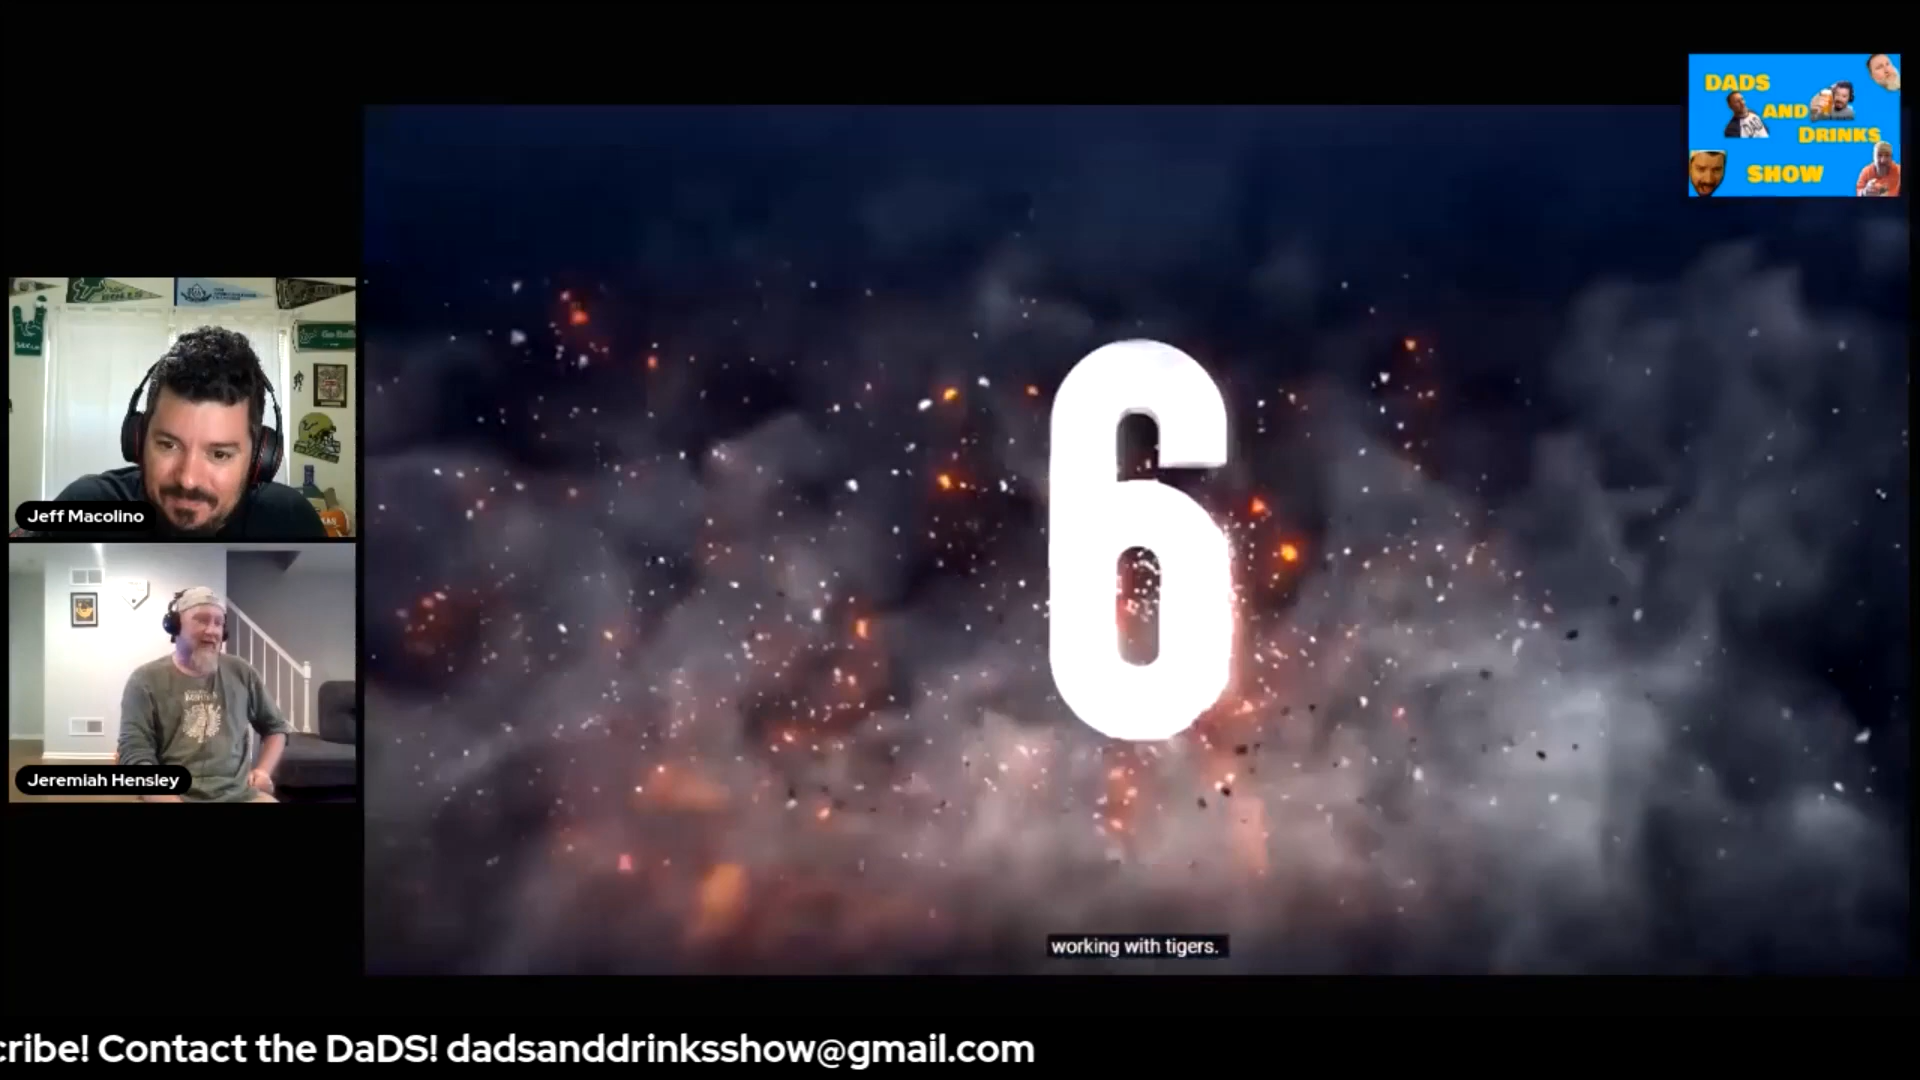 DADS
AND
DRINKS
SHOW
6
Jeff Macolino
Jeremiah Hensley
working with tigers.
cribe! Contact the DaDS! dadsanddrinksshow@gmail.com